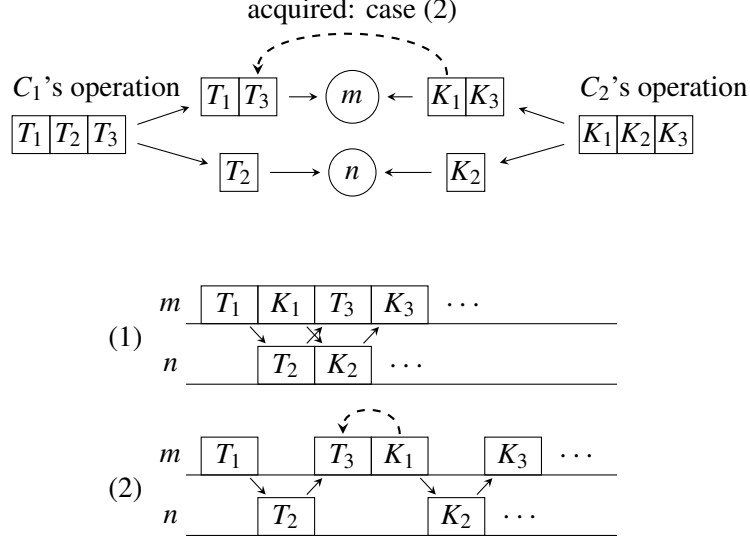 acquired: case (2)
C₁'s operation
T₁ T₃
m
K₁ K₃
C₂'s operation
T₁ T₂ T₃
K₁ K₂ K₃
T₂
n
K₂
m T₁ K₁ T₃ K₃ ···
(1)
n T₂ K₂ ···
m T₁ T₃ K₁ K₃ ···
(2)
n T₂ K₂ ···